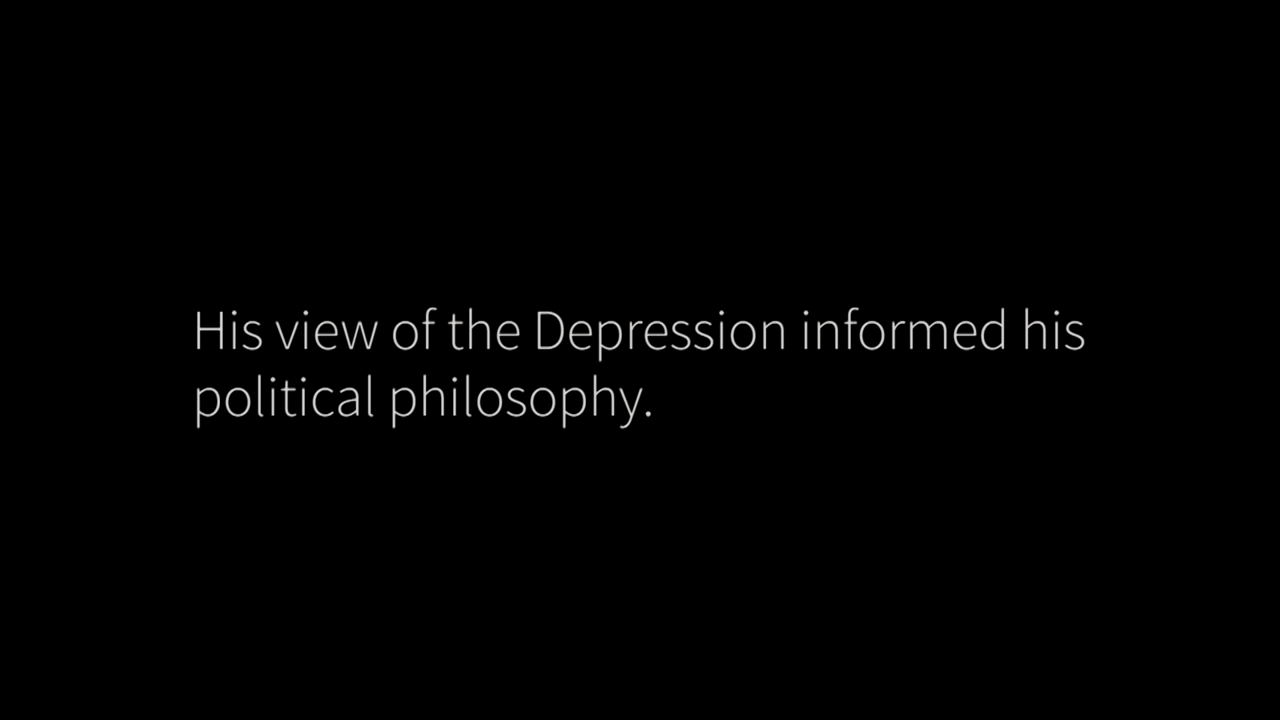 His view of the Depression informed his
political philosophy.